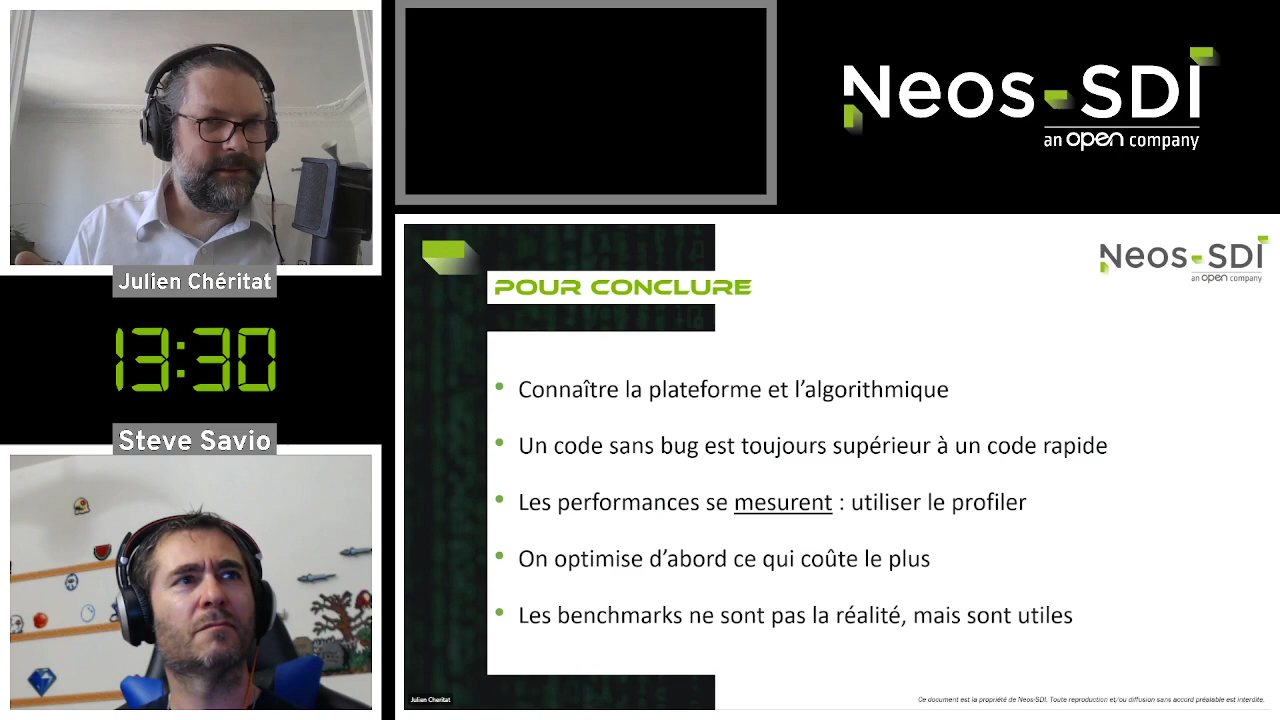 Neos-SDI
an open company
Julien Chéritat
13:30
Steve Savio
POUR CONCLURE
Neos-SDI
an open company
• Connaître la plateforme et l'algorithmique
• Un code sans bug est toujours supérieur à un code rapide
• Les performances se mesurent : utiliser le profiler
• On optimise d'abord ce qui coûte le plus
• Les benchmarks ne sont pas la réalité, mais sont utiles
Julien Cheritat
Ce document est la propriété de Neos-SDI. Toute reproduction et/ou diffusion sans accord préalable est interdite.